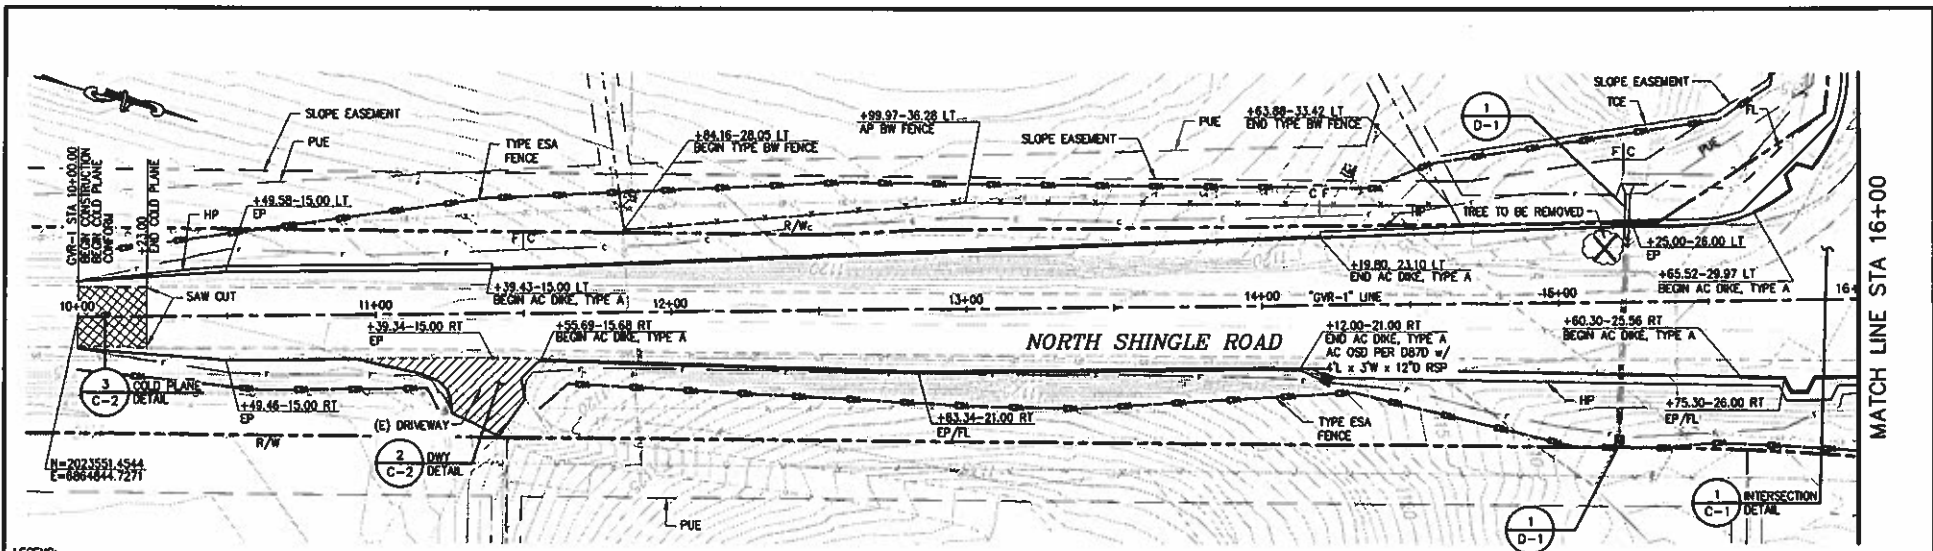 SLOPE EASEMENT
PUE
TYPE ESA
FENCE
+84.16-28.05 LT
BEGIN TYPE BW FENCE
+99.97-36.28 LT
AP BW FENCE
SLOPE EASEMENT
PUE
+63.88-33.42 LT
END TYPE BW FENCE
1
D-1
SLOPE EASEMENT
TCE
FL
PUE
GVR-1 STA 10+00.00
BEGIN CONSTRUCTION
BEGIN COLD PLANE
CONFORM
+23.00
END COLD PLANE
HP
+49.58-15.00 LT
EP
F C
R/Wc
C F
HP
TREE TO BE REMOVED
F C
+25.00-26.00 LT
EP
+65.52-29.97 LT
BEGIN AC DIKE, TYPE A
+19.80, 23.10 LT
END AC DIKE, TYPE A
SAW CUT
+39.43-15.00 LT
BEGIN AC DIKE, TYPE A
10+00
11+00
12+00
13+00
14+00
"GVR-1" LINE
15+00
MATCH LINE STA 16+00
+39.34-15.00 RT
EP
+55.69-15.68 RT
BEGIN AC DIKE, TYPE A
NORTH SHINGLE ROAD
+12.00-21.00 RT
END AC DIKE, TYPE A
AC OSD PER D87D w/
4'L x 3'W x 12"D RSP
+60.30-25.56 RT
BEGIN AC DIKE, TYPE A
3
C-2
COLD PLANE
DETAIL
+49.46-15.00 RT
EP
(E) DRIVEWAY
+83.34-21.00 RT
EP/FL
TYPE ESA
FENCE
HP
+75.30-26.00 RT
EP/FL
R/W
2
C-2
DWY
DETAIL
N=2023551.4544
E=6864844.7271
PUE
1
D-1
1
C-1
INTERSECTION
DETAIL
LEGEND: